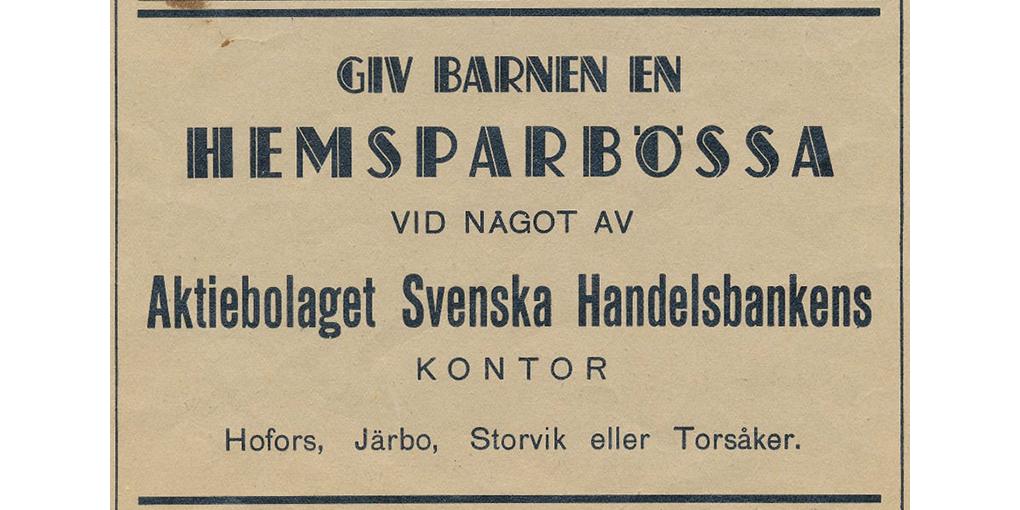 GIV BARNEN EN
HEMSPARBÖSSA
VID NÅGOT AV
Aktiebolaget Svenska Handelsbankens
KONTOR
Hofors, Järbo, Storvik eller Torsåker.